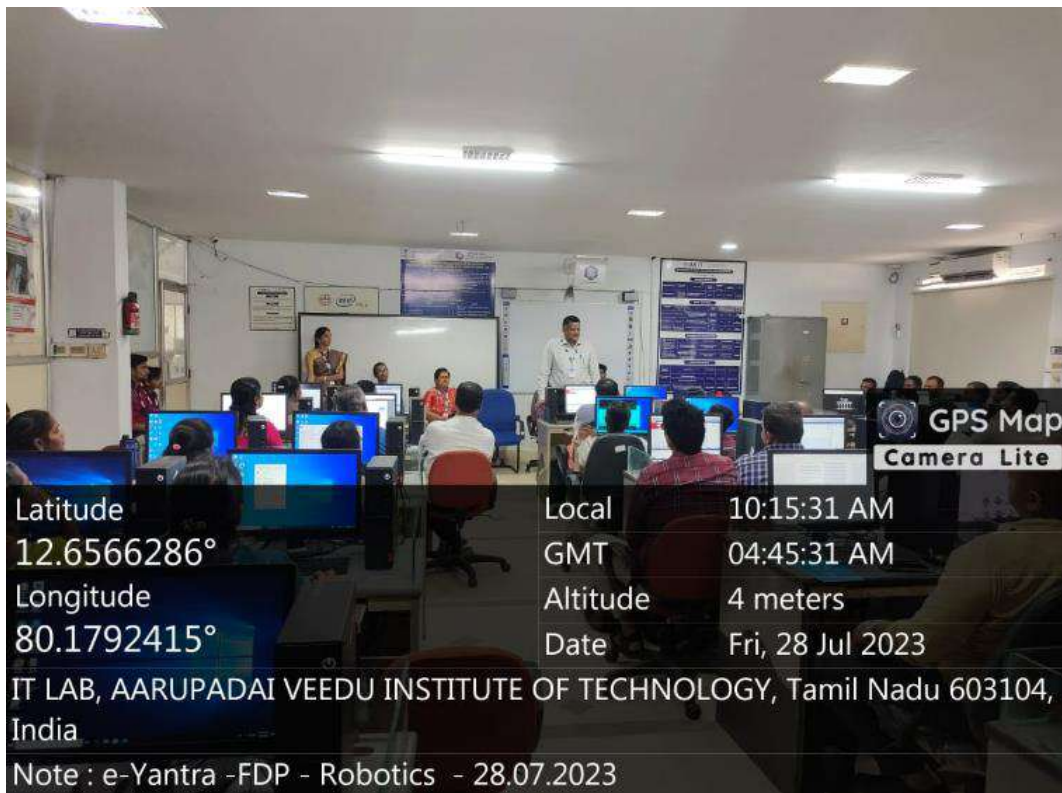 GPS Map
Camera Lite
Latitude
12.6566286°
Longitude
80.1792415°
Local 10:15:31 AM
GMT 04:45:31 AM
Altitude 4 meters
Date Fri, 28 Jul 2023
IT LAB, AARUPADAI VEEDU INSTITUTE OF TECHNOLOGY, Tamil Nadu 603104,
India
Note : e-Yantra -FDP - Robotics - 28.07.2023